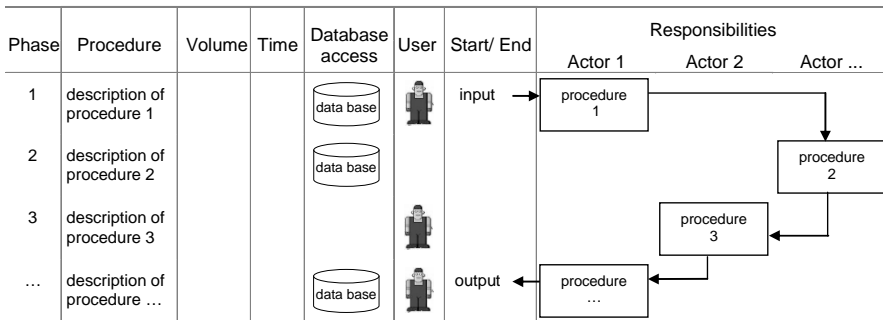 Phase Procedure Volume Time Database access User Start/ End Responsibilities
Actor 1 Actor 2 Actor ...
1 description of procedure 1 data base input procedure 1
2 description of procedure 2 data base procedure 2
3 description of procedure 3 procedure 3
... description of procedure ... data base output procedure ...